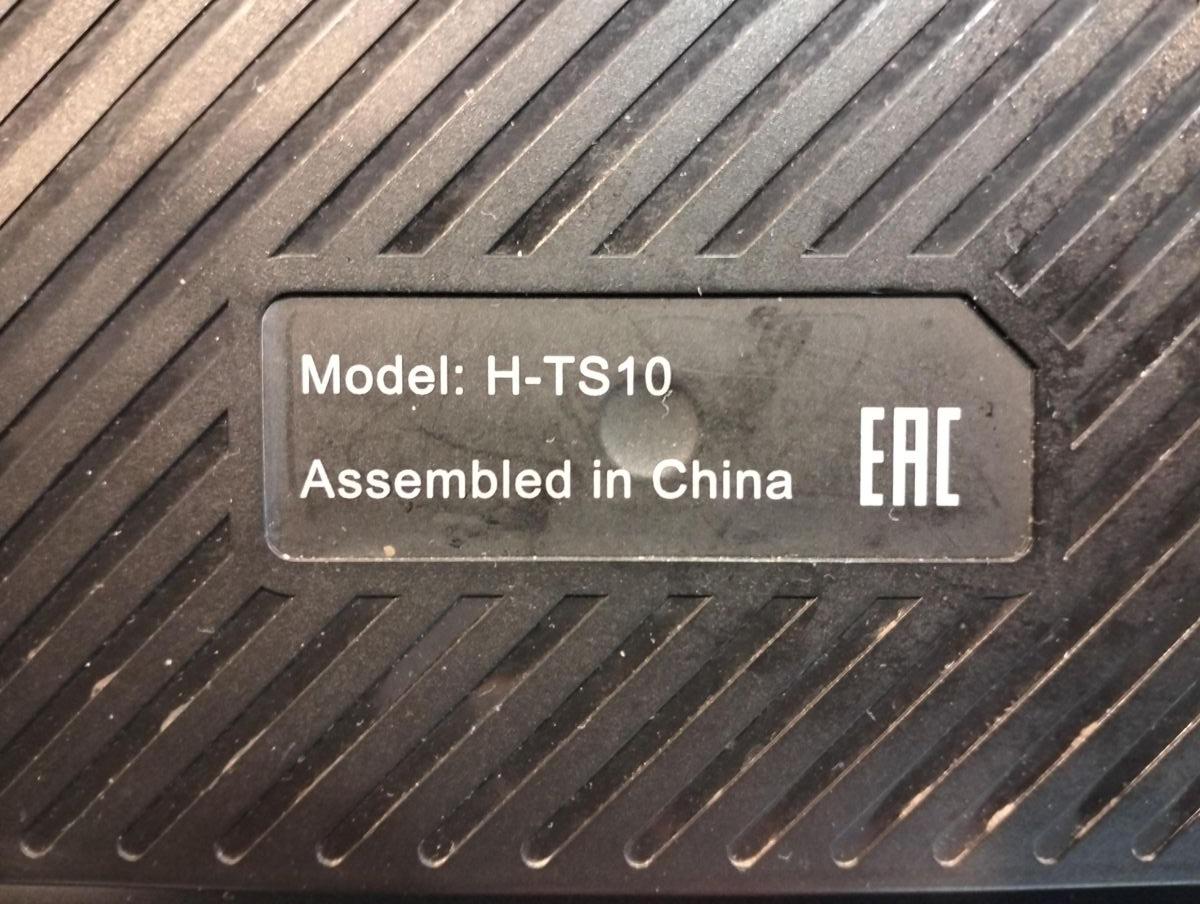 Model: H-TS10
Assembled in China
EAC